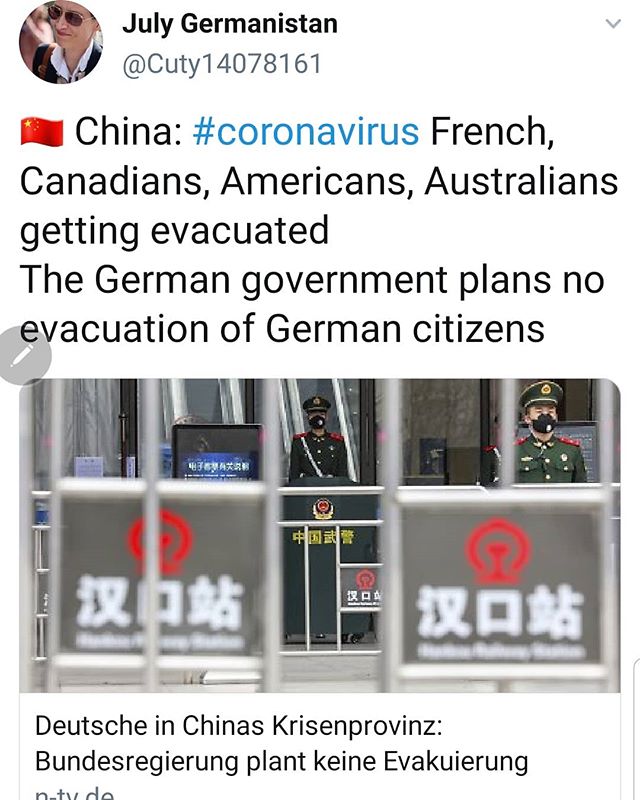 July Germanistan
@Cuty14078161
🇨🇳 China: #coronavirus French,
Canadians, Americans, Australians
getting evacuated
The German government plans no
evacuation of German citizens
中国武警
汉口站
汉口站
汉口站
Deutsche in Chinas Krisenprovinz:
Bundesregierung plant keine Evakuierung
n-tv.de